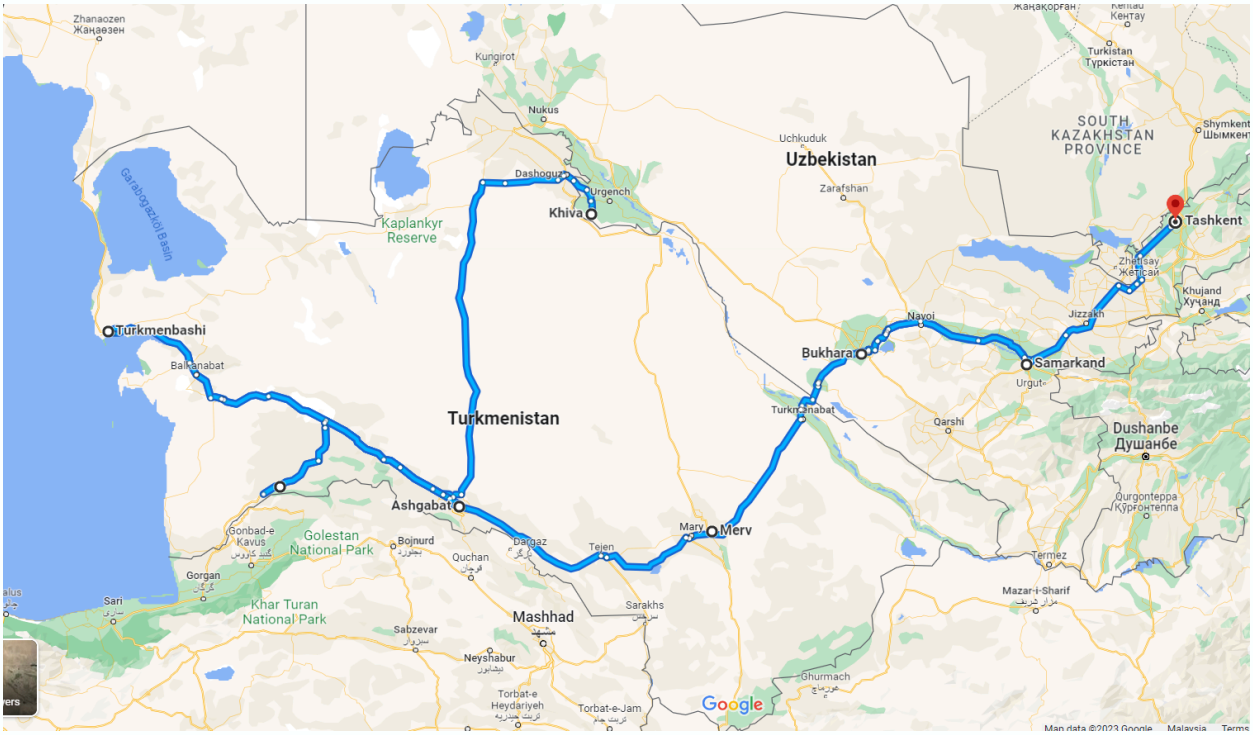 Zhanaozen
Жаңаөзен
Жаңақорған
Kentau
Кентау
Turkistan
Түркістан
Kungirot
SOUTH
KAZAKHSTAN
PROVINCE
Shymkent
Шымкент
Nukus
Uchkuduk
Uzbekistan
Zarafshan
Garabogazköl Basin
Dashoguz
Urgench
Khiva
Kaplankyr
Reserve
Tashkent
Zhetisay
Жетісай
Khujand
Хуҷанд
Turkmenbashi
Balkanabat
Navoi
Jizzakh
Bukhara
Samarkand
Urgut
Turkmenabat
Turkmenistan
Qarshi
Dushanbe
Душанбе
Qurgonteppa
Қӯрғонтеппа
Ashgabat
Merv
Mary
Tejen
Dargaz
درگز
Gonbad-e
Kavus
گنبد کاووس
Golestan
National Park
Bojnurd
بجنورد
Quchan
قوچان
Gorgan
گرگان
Termez
Mazar-i-Sharif
مزار شریف
Sari
ساری
Khar Turan
National Park
Sarakhs
سرخس
Mashhad
مشهد
Sabzevar
سبزوار
Neyshabur
نیشابور
Ghurmach
غورماچ
Torbat-e
Heydariyeh
تربت حیدریه
Torbat-e-Jam
تربت جام
Google
vers
Map data ©2023 Google Malaysia Terms